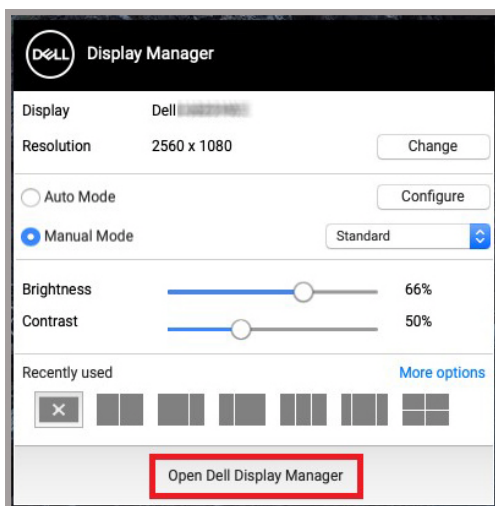 DELL Display Manager
Display Dell
Resolution 2560 x 1080 Change
Auto Mode Configure
Manual Mode Standard
Brightness 66%
Contrast 50%
Recently used More options
Open Dell Display Manager